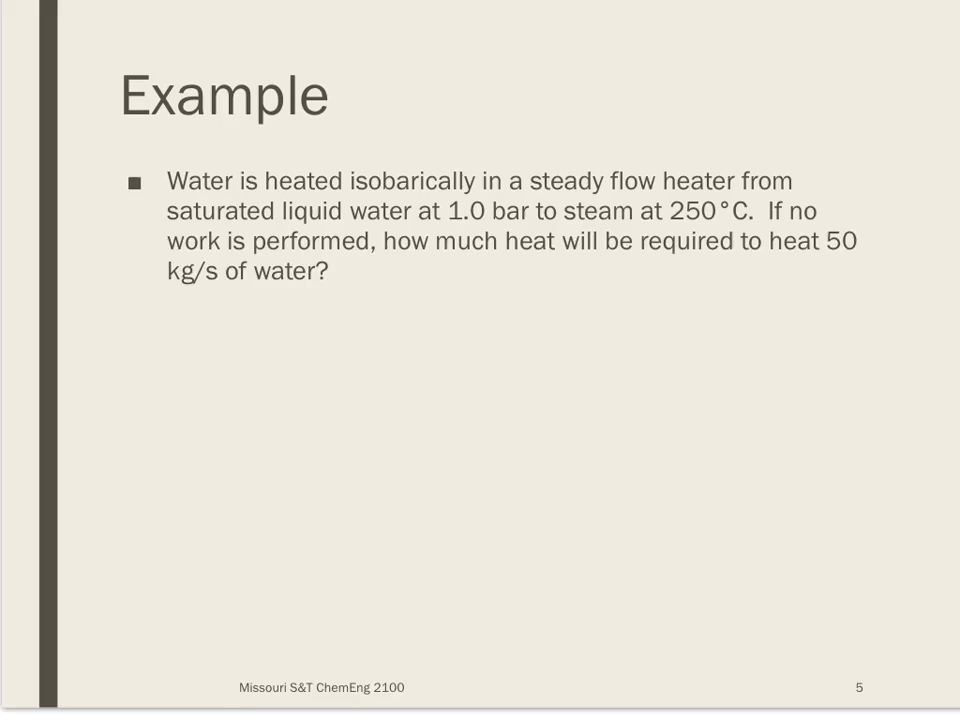 Example
■ Water is heated isobarically in a steady flow heater from
saturated liquid water at 1.0 bar to steam at 250°C.  If no
work is performed, how much heat will be required to heat 50
kg/s of water?
Missouri S&T ChemEng 2100
5